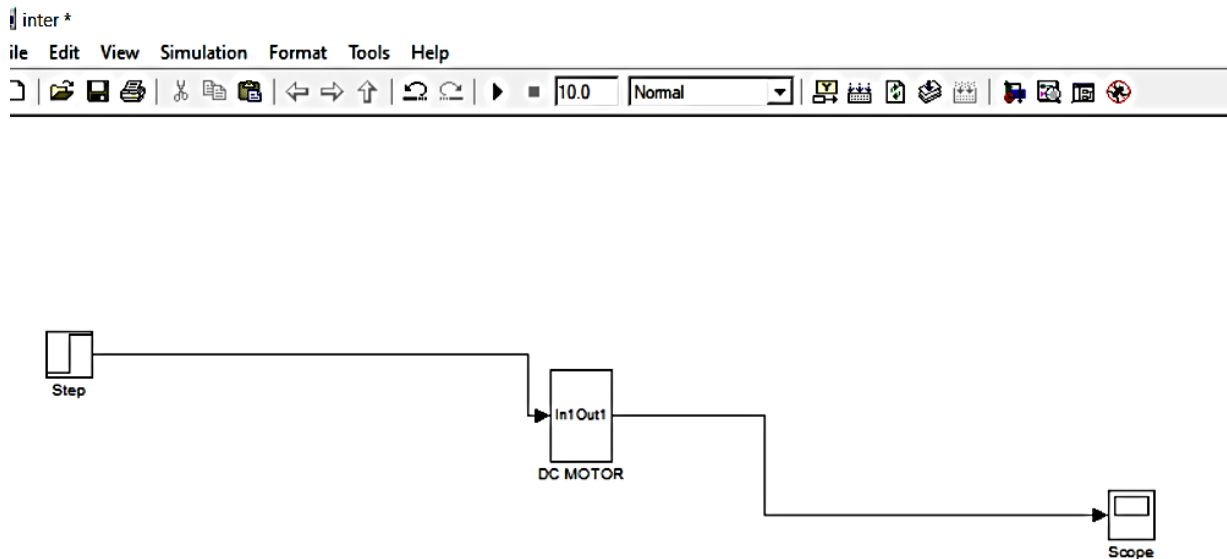 inter *
ile Edit View Simulation Format Tools Help
10.0 Normal
Step
In1 Out1
DC MOTOR
Scope